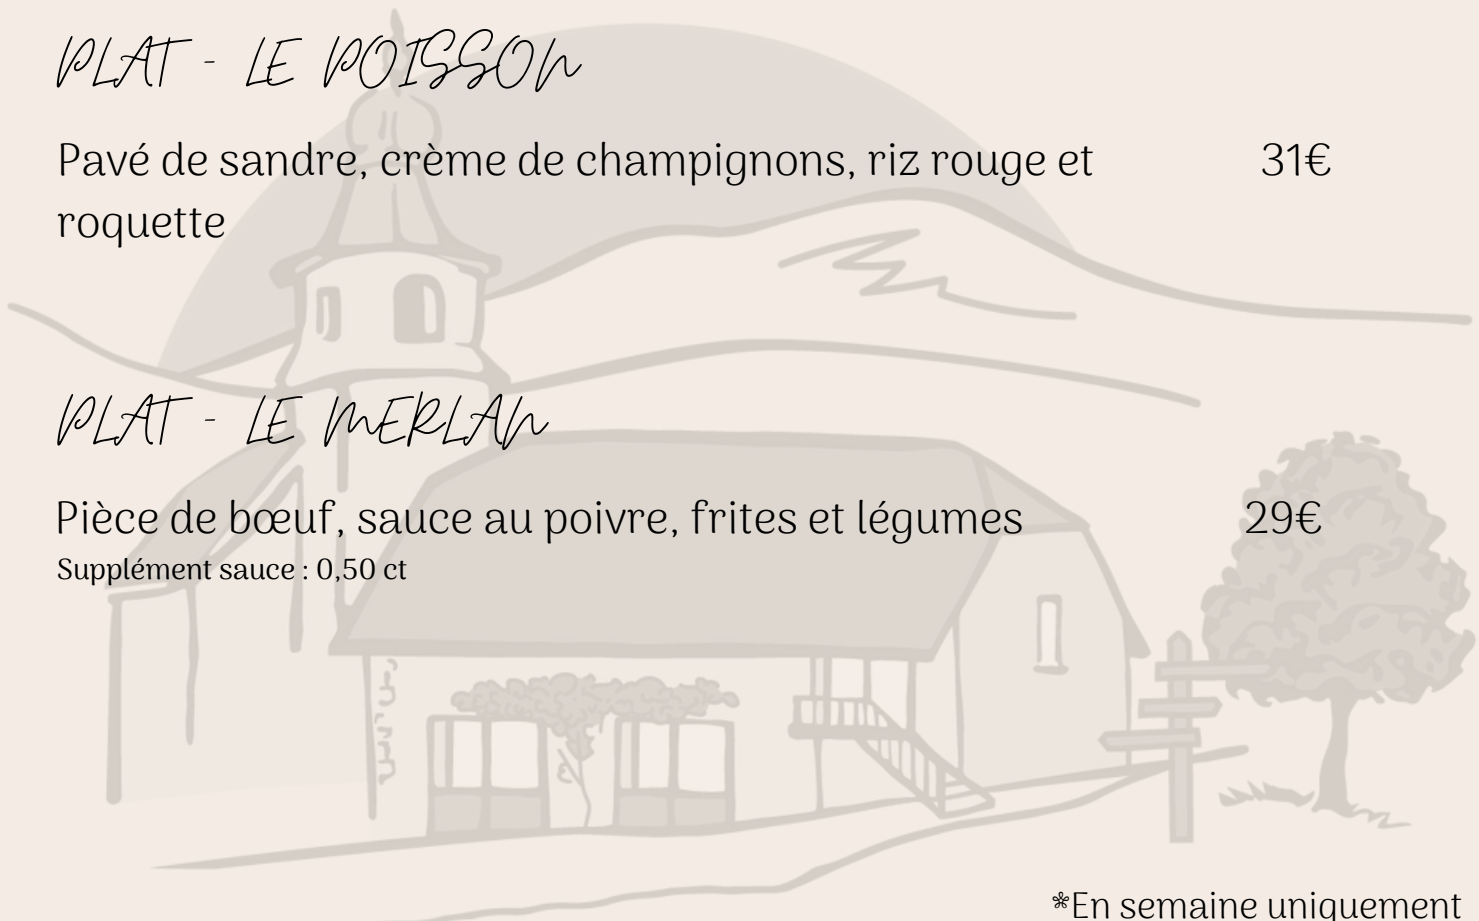 PLAT - LE POISSON
Pavé de sandre, crème de champignons, riz rouge et 31€
roquette
PLAT - LE MERLAN
Pièce de bœuf, sauce au poivre, frites et légumes 29€
Supplément sauce : 0,50 ct
*En semaine uniquement